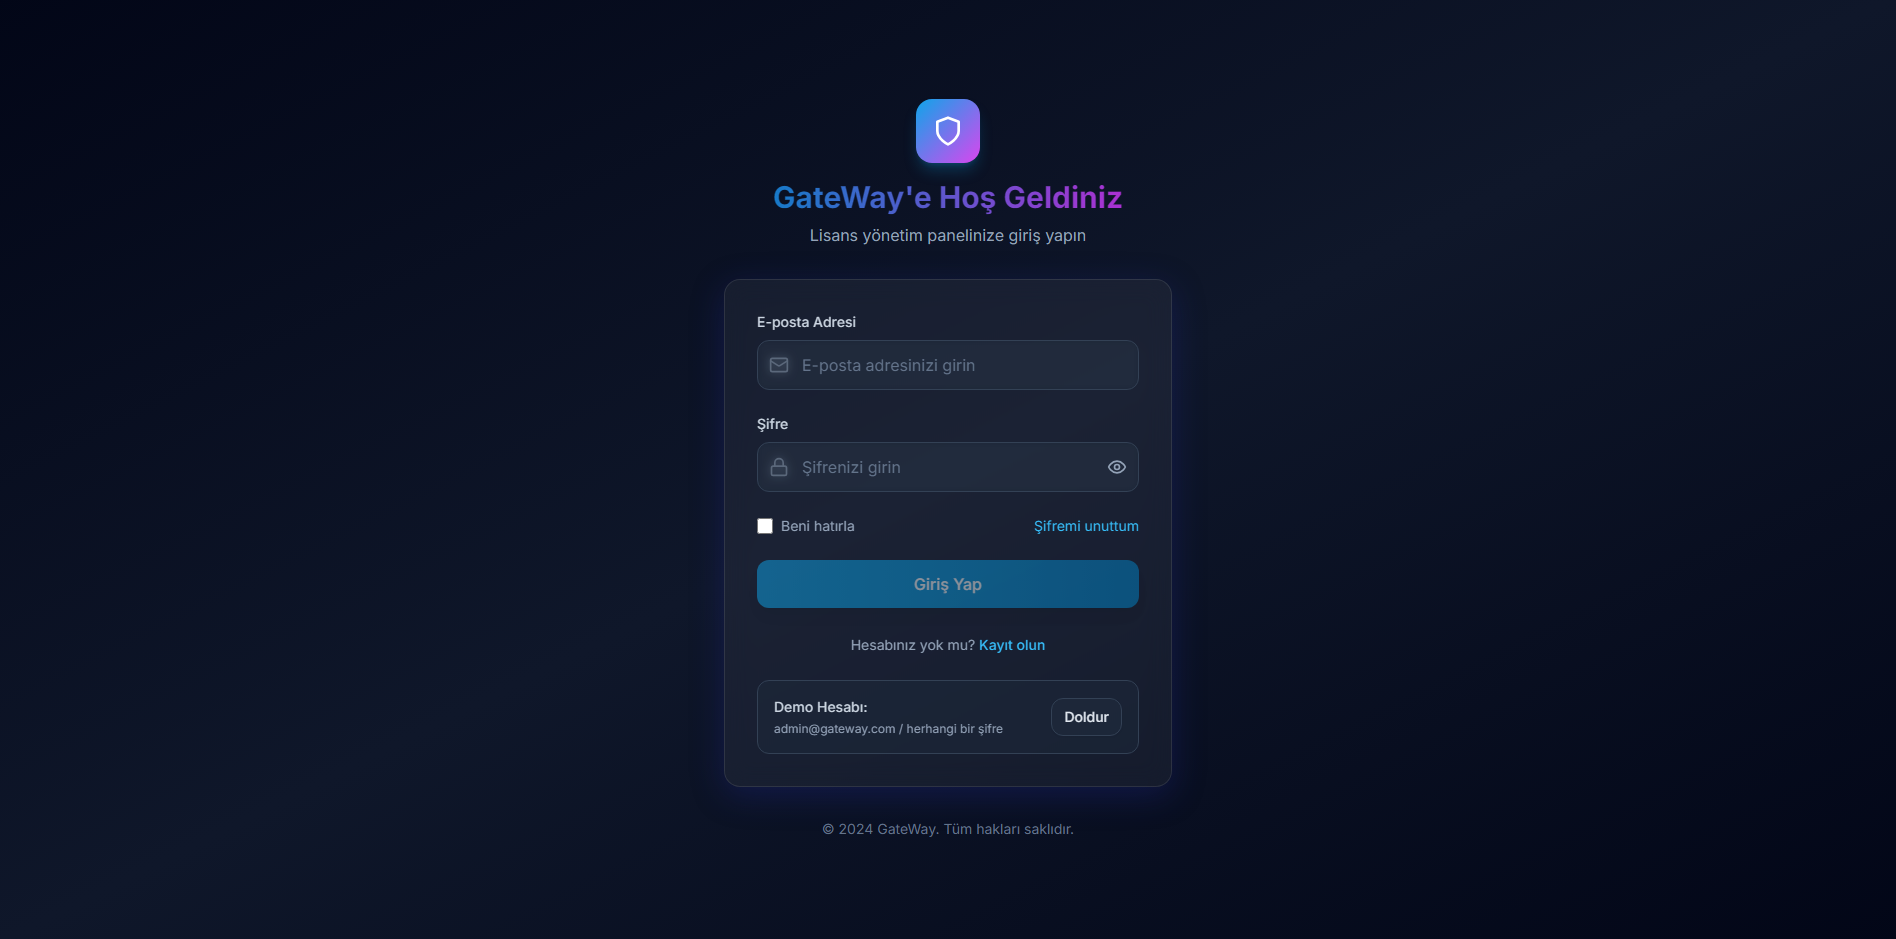 GateWay'e Hoş Geldiniz
Lisans yönetim panelinize giriş yapın
E-posta Adresi
E-posta adresinizi girin
Şifre
Şifrenizi girin
Beni hatırla
Şifremi unuttum
Giriş Yap
Hesabınız yok mu? Kayıt olun
Demo Hesabı:
admin@gateway.com / herhangi bir şifre
Doldur
© 2024 GateWay. Tüm hakları saklıdır.